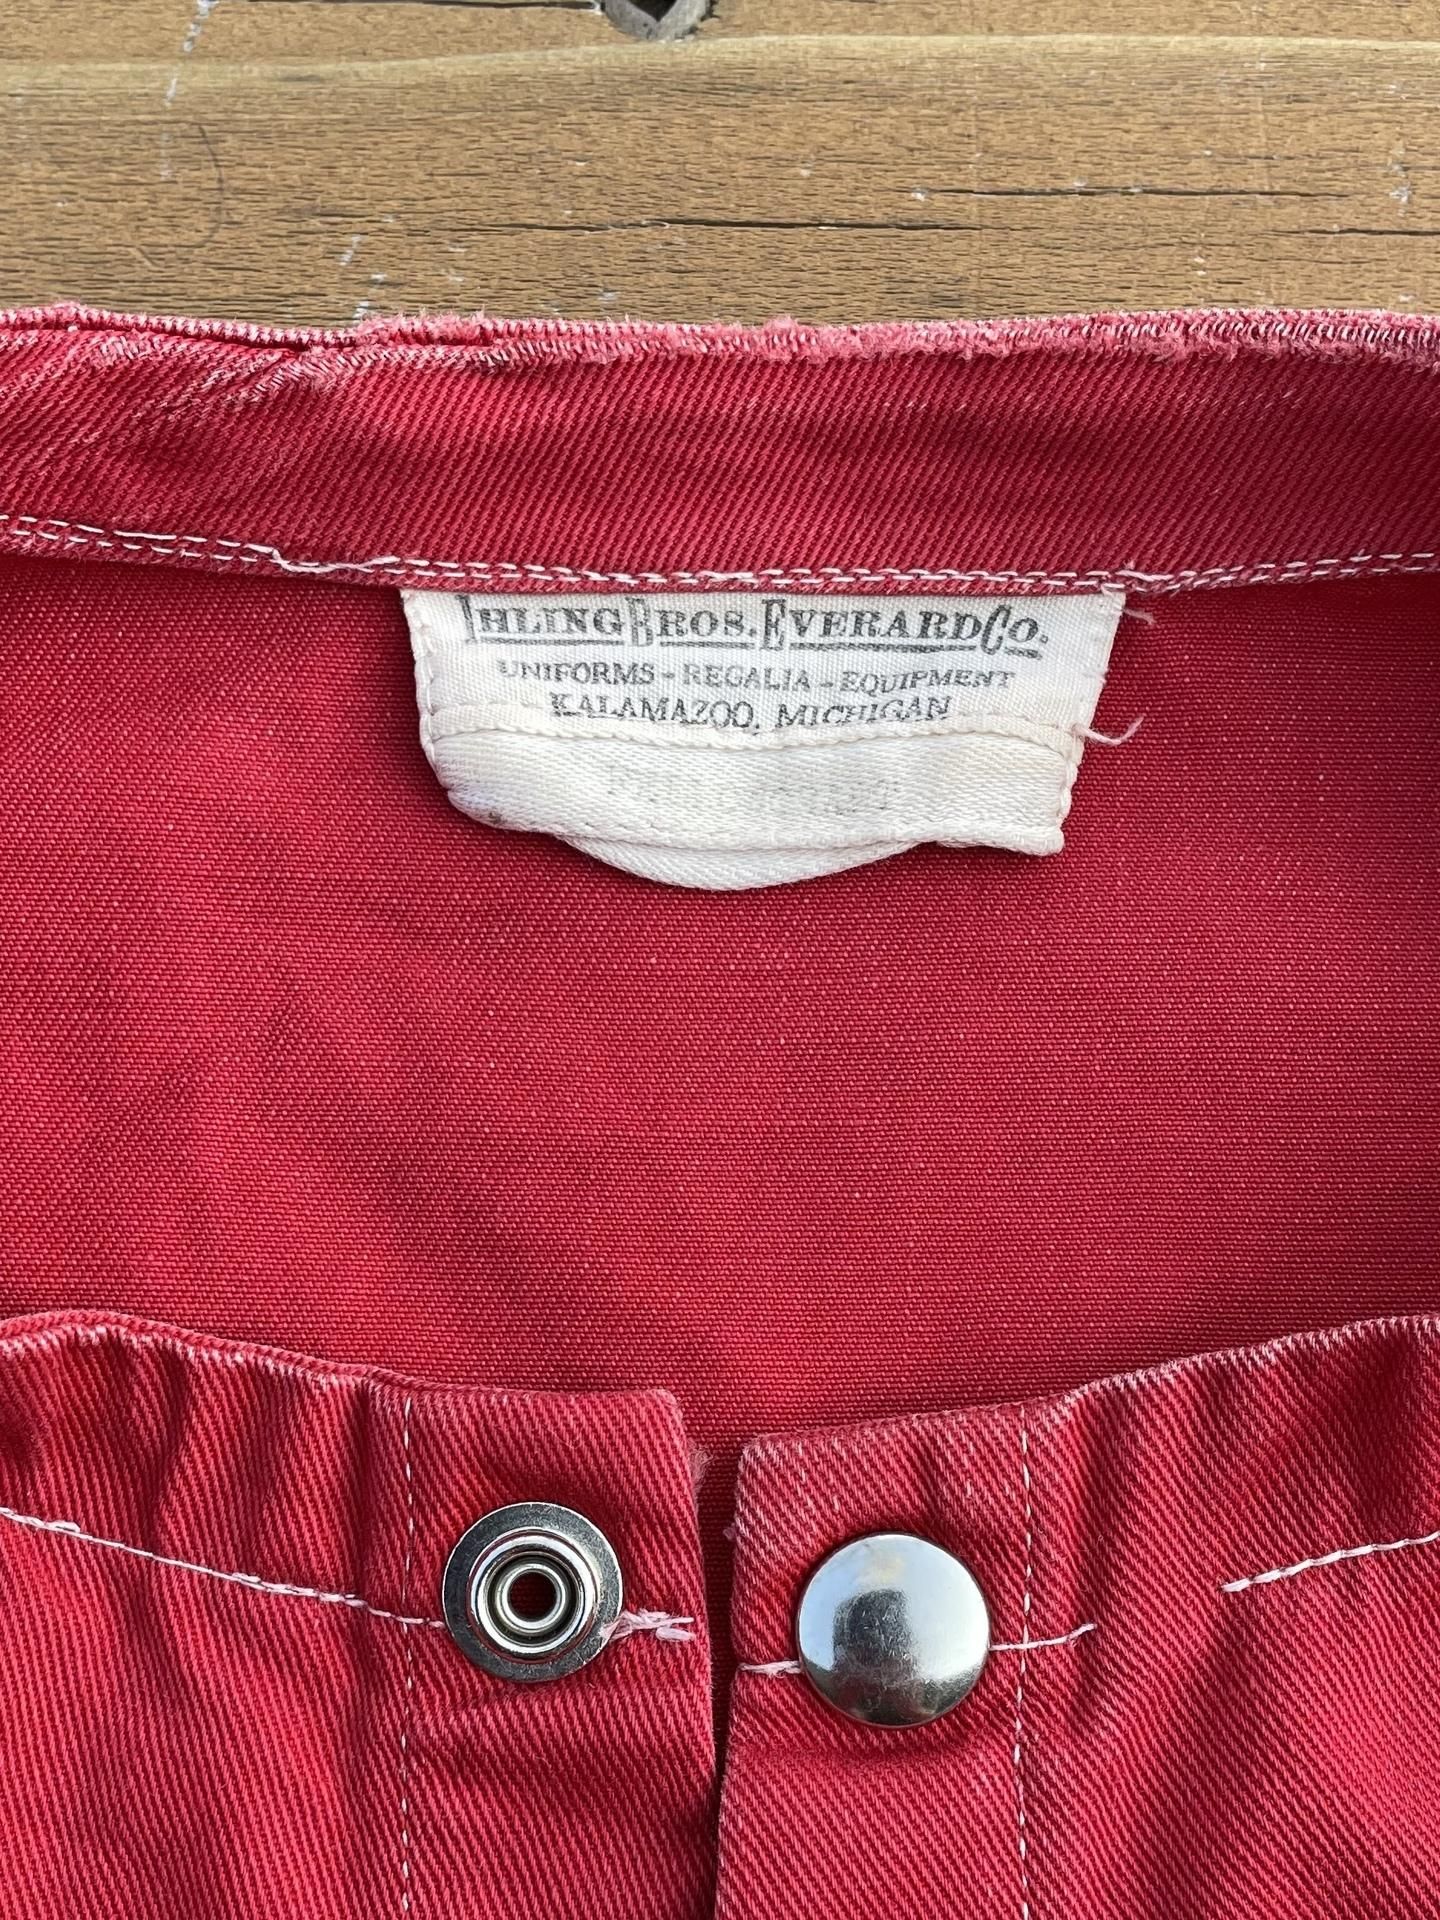 IHLING BROS. EVERARD CO.
UNIFORMS - REGALIA - EQUIPMENT
KALAMAZOO, MICHIGAN